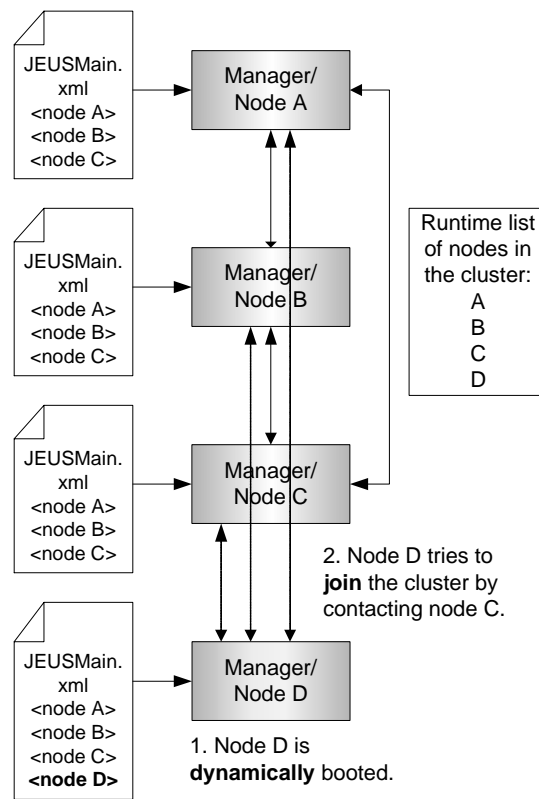 JEUSMain.
xml
<node A>
<node B>
<node C>
Manager/
Node A
Runtime list
of nodes in
the cluster:
A
B
C
D
JEUSMain.
xml
<node A>
<node B>
<node C>
Manager/
Node B
JEUSMain.
xml
<node A>
<node B>
<node C>
Manager/
Node C
2. Node D tries to
join the cluster by
contacting node C.
JEUSMain.
xml
<node A>
<node B>
<node C>
<node D>
Manager/
Node D
1. Node D is
dynamically booted.